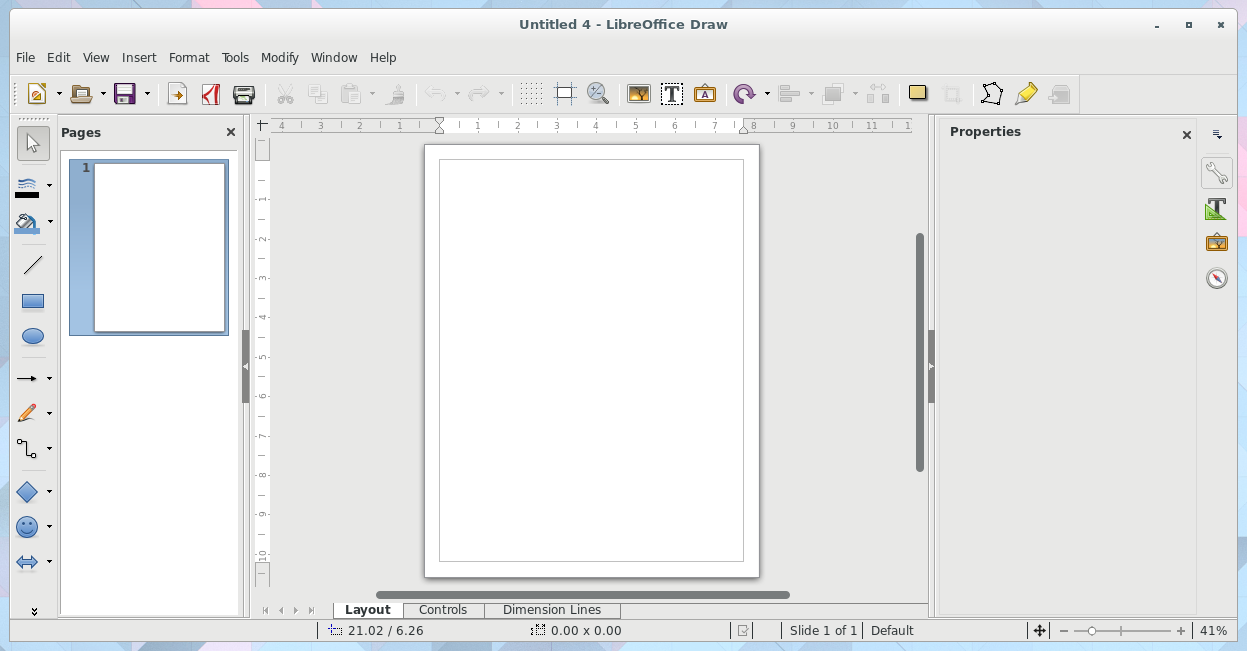 Untitled 4 - LibreOffice Draw
File Edit View Insert Format Tools Modify Window Help
Pages
4 3 2 1 1 2 3 4 5 6 7 8 9 10 11 1
Properties
1
1
2
3
4
5
6
7
8
9
10
Layout Controls Dimension Lines
21.02 / 6.26 0.00 x 0.00 Slide 1 of 1 Default 41%